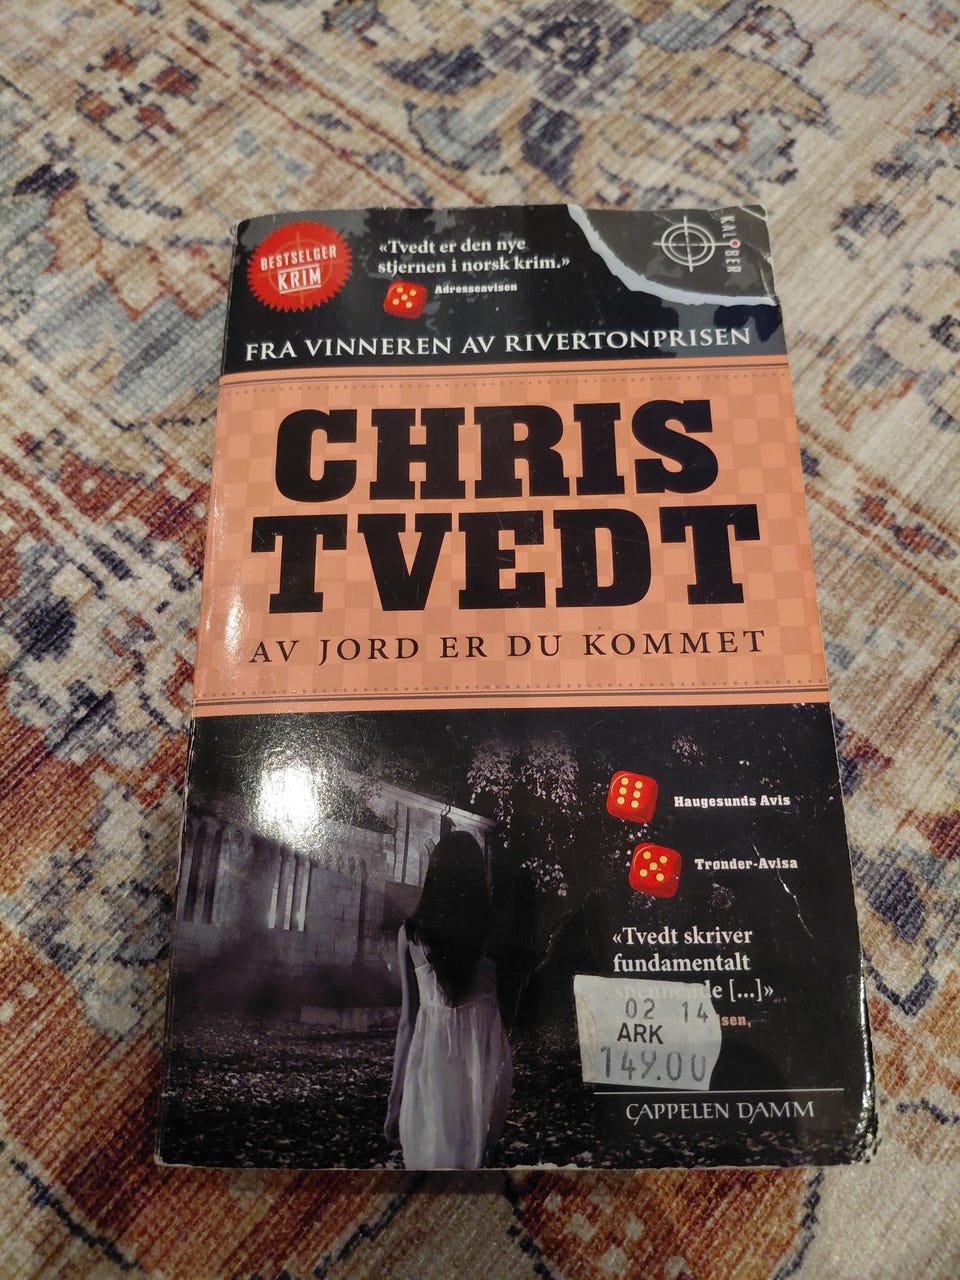 BESTSELGER
KRIM
«Tvedt er den nye
stjernen i norsk krim.»
Adresseavisen
KALIBER
FRA VINNEREN AV RIVERTONPRISEN
CHRIS
TVEDT
AV JORD ER DU KOMMET
Haugesunds Avis
Trønder-Avisa
«Tvedt skriver
fundamentalt
spennende [...]»
02 14
ARK
149.00
CAPPELEN DAMM